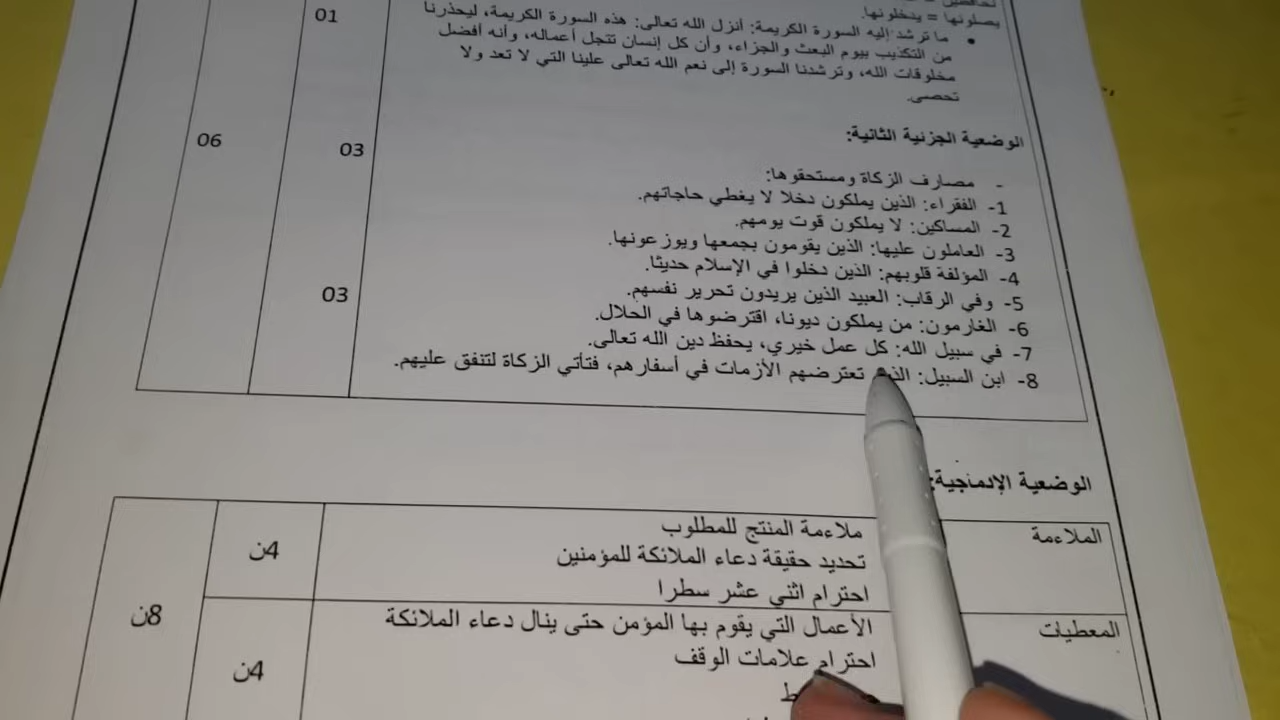 يصلونها = يدخلونها.
ما ترشد إليه السورة الكريمة: أنزل الله تعالى: هذه السورة الكريمة، ليحذرنا
من التكذيب بيوم البعث والجزاء، وأن كل إنسان تتجل أعماله، وأنه أفضل
مخلوقات الله، وترشدنا السورة إلى نعم الله تعالى علينا التي لا تعد ولا
تحصى.
01
الوضعية الجزئية الثانية:
- مصارف الزكاة ومستحقوها:
03
06
1- الفقراء: الذين يملكون دخلا لا يغطي حاجاتهم.
2- المساكين: لا يملكون قوت يومهم.
3- العاملون عليها: الذين يقومون بجمعها ويوزعونها.
4- المؤلفة قلوبهم: الذين دخلوا في الإسلام حديثا.
5- وفي الرقاب: العبيد الذين يريدون تحرير نفسهم.
03
6- الغارمون: من يملكون ديونا، اقترضوها في الحلال.
7- في سبيل الله: كل عمل خيري، يحفظ دين الله تعالى.
8- ابن السبيل: تعترضهم الأزمات في أسفارهم، فتأتي الزكاة لتنفق عليهم.
الوضعية الإدماجية:
الملاءمة
ملاءمة المنتج للمطلوب
تحديد حقيقة دعاء الملائكة للمؤمنين
احترام اثني عشر سطرا
4ن
8ن
المعطيات
الأعمال التي يقوم بها المؤمن حتى ينال دعاء الملائكة
احترام علامات الوقف
4ن